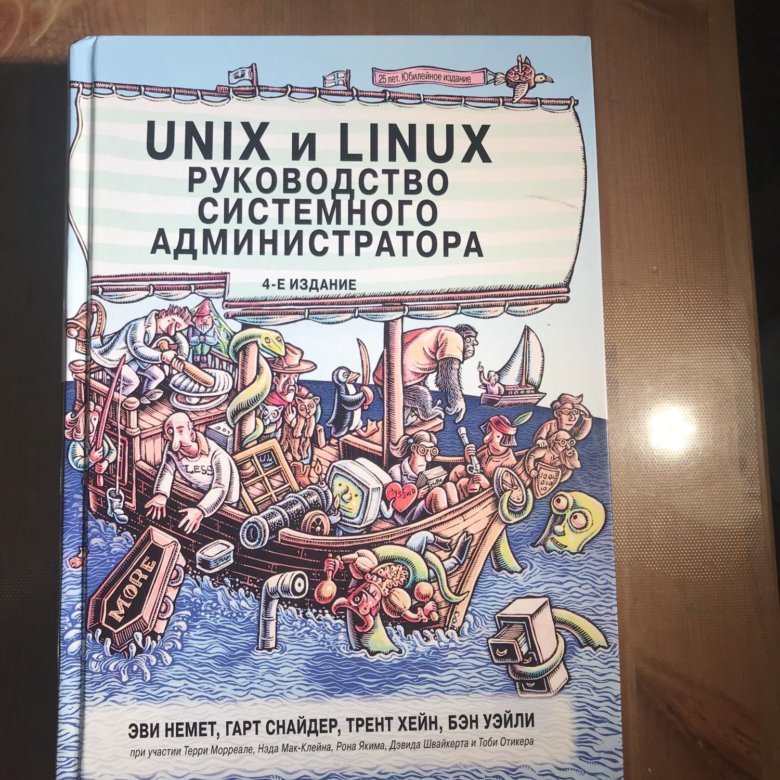 25 лет. Юбилейное издание
UNIX и LINUX
РУКОВОДСТВО
СИСТЕМНОГО
АДМИНИСТРАТОРА
4-Е ИЗДАНИЕ
LESS
passwd
MORE
ЭВИ НЕМЕТ, ГАРТ СНАЙДЕР, ТРЕНТ ХЕЙН, БЭН УЭЙЛИ
при участии Терри Морреале, Нэда Мак-Клейна, Рона Якима, Дэвида Швайкерта и Тоби Отикера